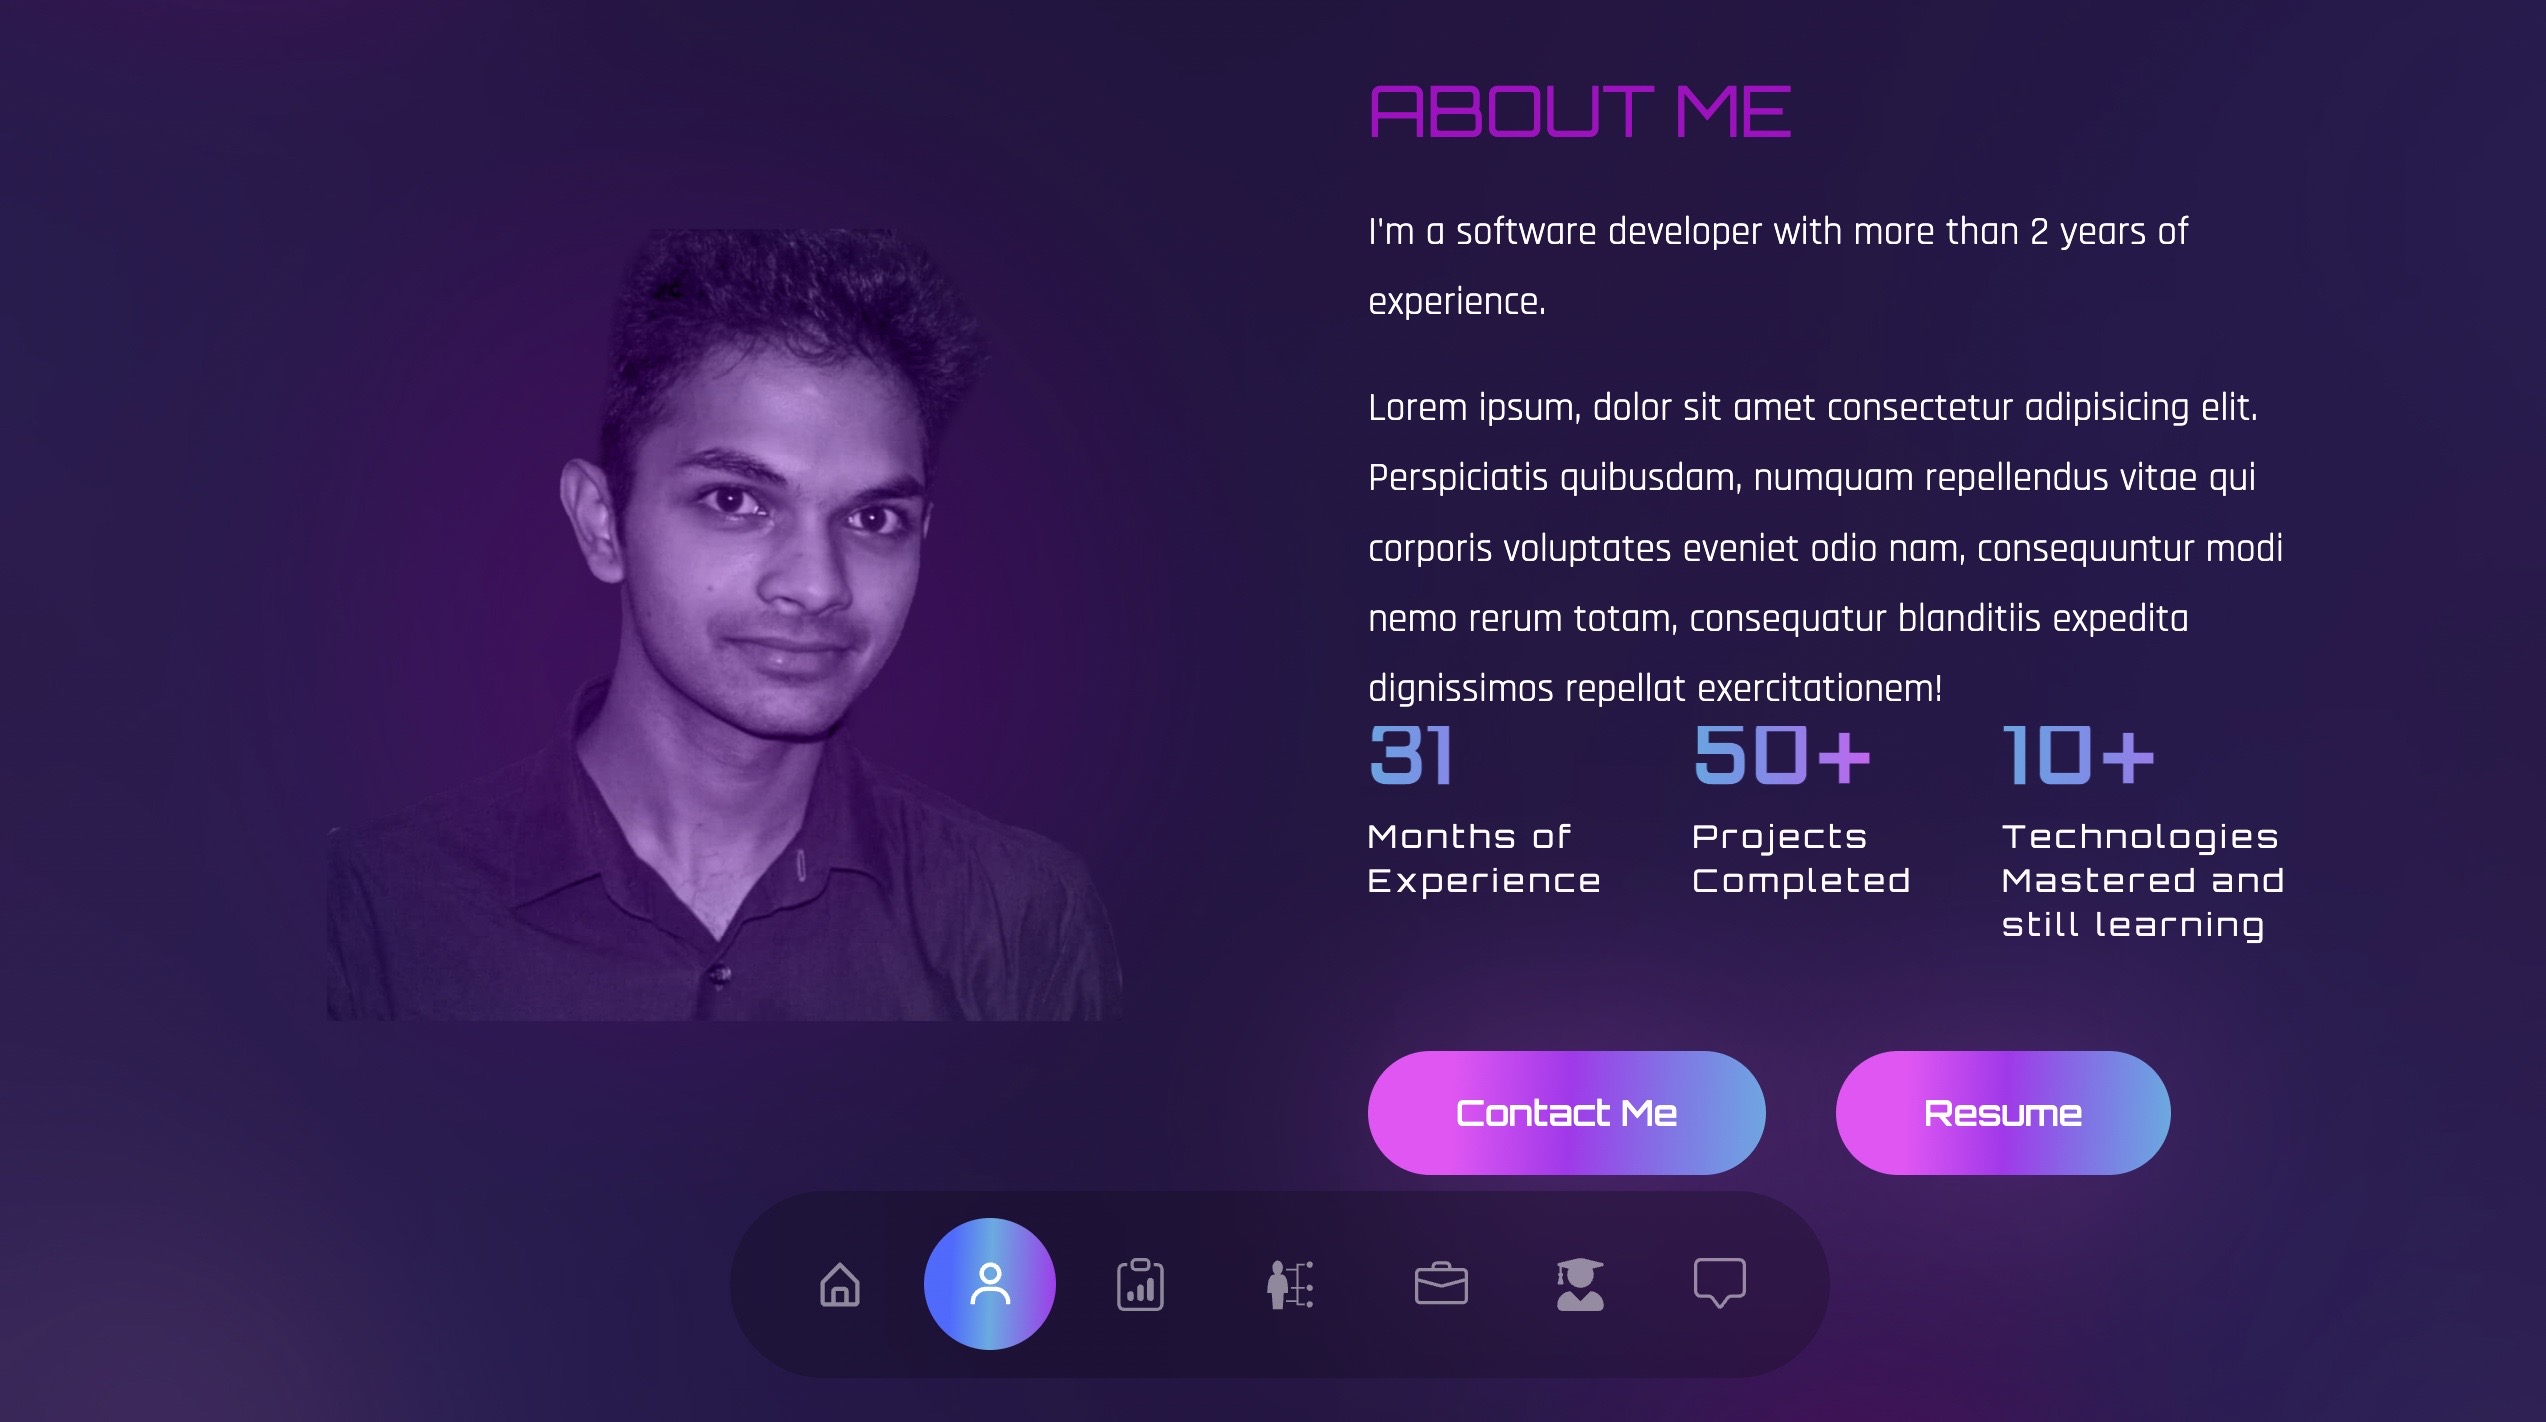 ABOUT ME
I'm a software developer with more than 2 years of
experience.
Lorem ipsum, dolor sit amet consectetur adipisicing elit.
Perspiciatis quibusdam, numquam repellendus vitae qui
corporis voluptates eveniet odio nam, consequuntur modi
nemo rerum totam, consequatur blanditiis expedita
dignissimos repellat exercitationem!
31
Months of
Experience
50+
Projects
Completed
10+
Technologies
Mastered and
still learning
Contact Me
Resume